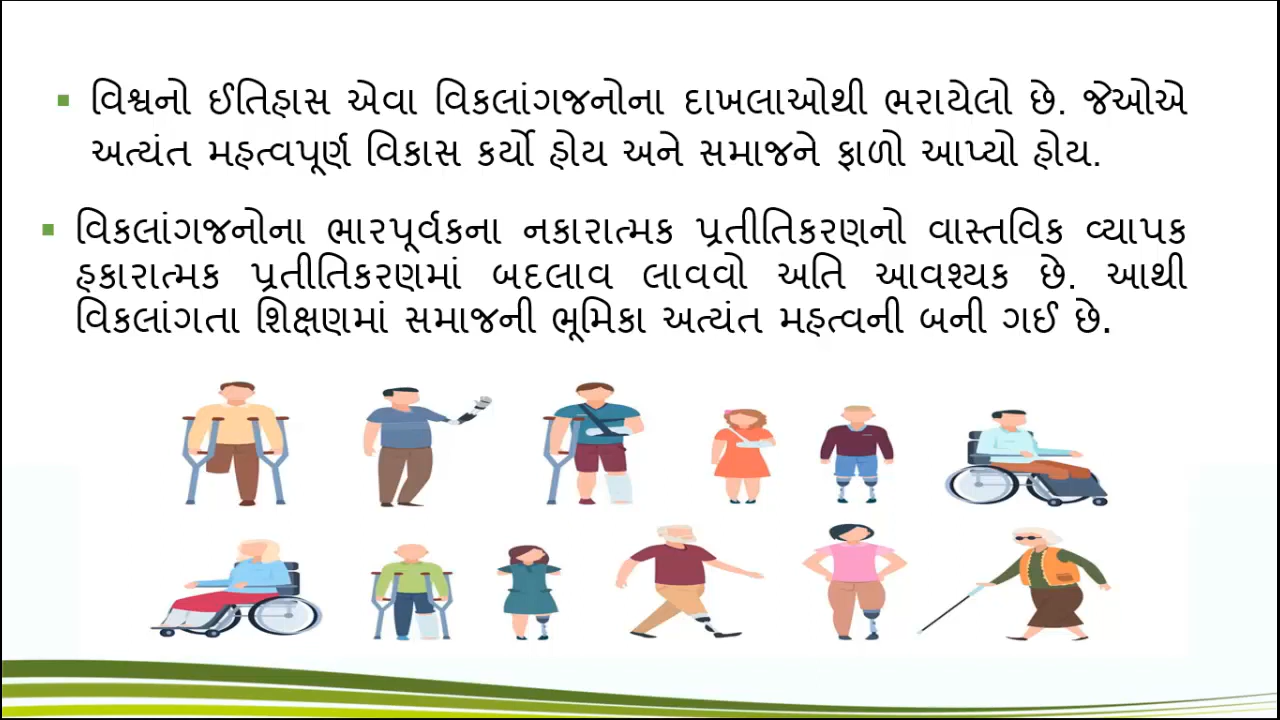 વિશ્વનો ઈતિહાસ એવા વિકલાંગજનોના દાખલાઓથી ભરાયેલો છે. જેઓએ
અત્યંત મહત્વપૂર્ણ વિકાસ કર્યો હોય અને સમાજને ફાળો આપ્યો હોય.
વિકલાંગજનોના ભારપૂર્વકના નકારાત્મક પ્રતીતિકરણનો વાસ્તવિક વ્યાપક
હકારાત્મક પ્રતીતિકરણમાં બદલાવ લાવવો અતિ આવશ્યક છે. આથી
વિકલાંગતા શિક્ષણમાં સમાજની ભૂમિકા અત્યંત મહત્વની બની ગઈ છે.